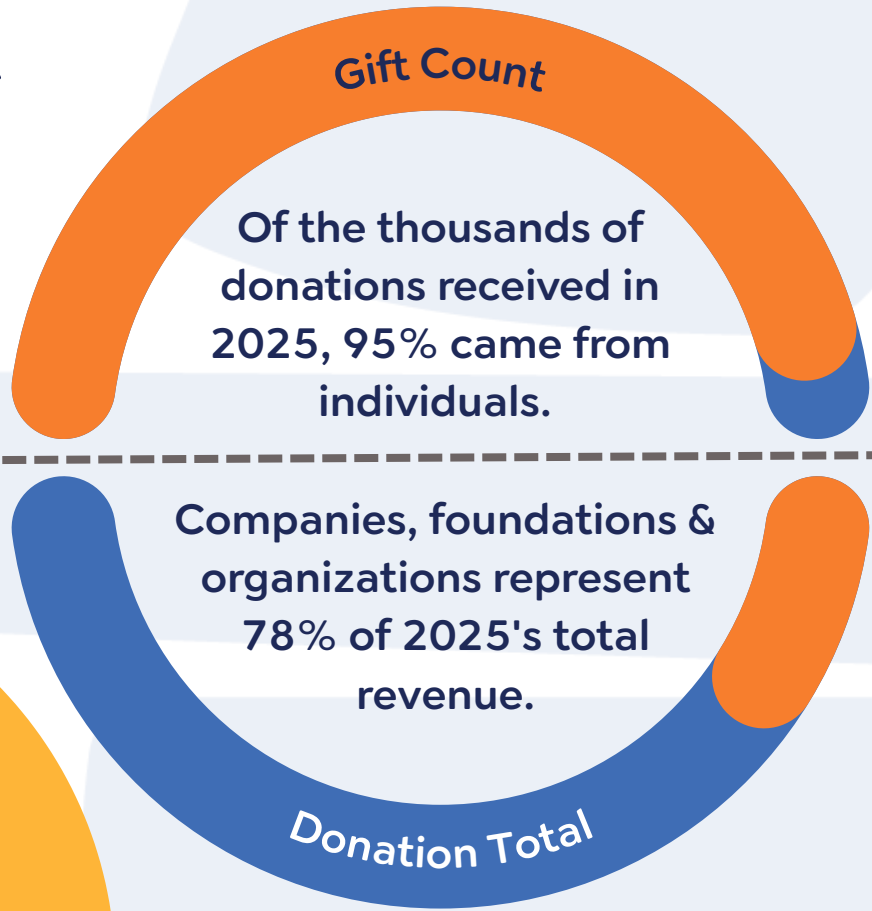 Gift Count
Of the thousands of
donations received in
2025, 95% came from
individuals.
Companies, foundations &
organizations represent
78% of 2025's total
revenue.
Donation Total